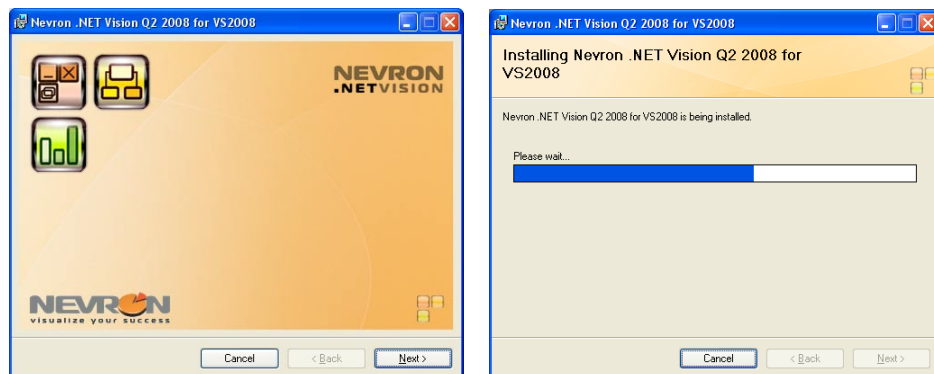 Nevron .NET Vision Q2 2008 for VS2008
NEVRON
.NETVISION
NEVRON
visualize your success
Cancel
< Back
Next >
Nevron .NET Vision Q2 2008 for VS2008
Installing Nevron .NET Vision Q2 2008 for
VS2008
Nevron .NET Vision Q2 2008 for VS2008 is being installed.
Please wait...
Cancel
< Back
Next >